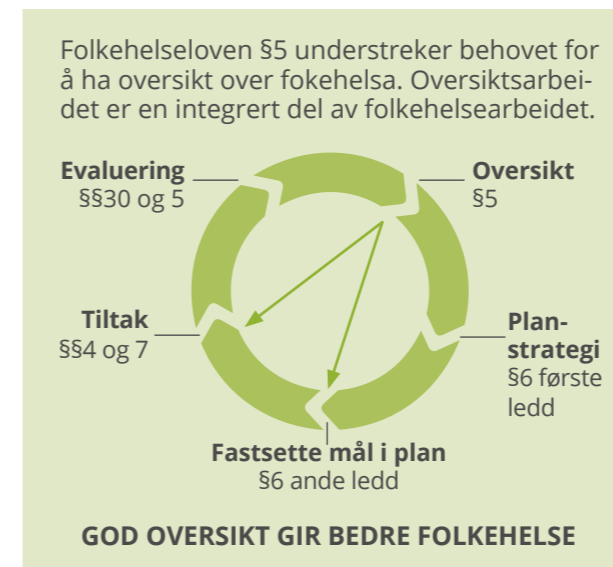 Folkehelseloven §5 understreker behovet for
å ha oversikt over fokehelsa. Oversiktsarbei-
det er en integrert del av folkehelsearbeidet.
Evaluering
§§30 og 5
Oversikt
§5
Tiltak
§§4 og 7
Plan-
strategi
§6 første
ledd
Fastsette mål i plan
§6 ande ledd
GOD OVERSIKT GIR BEDRE FOLKEHELSE